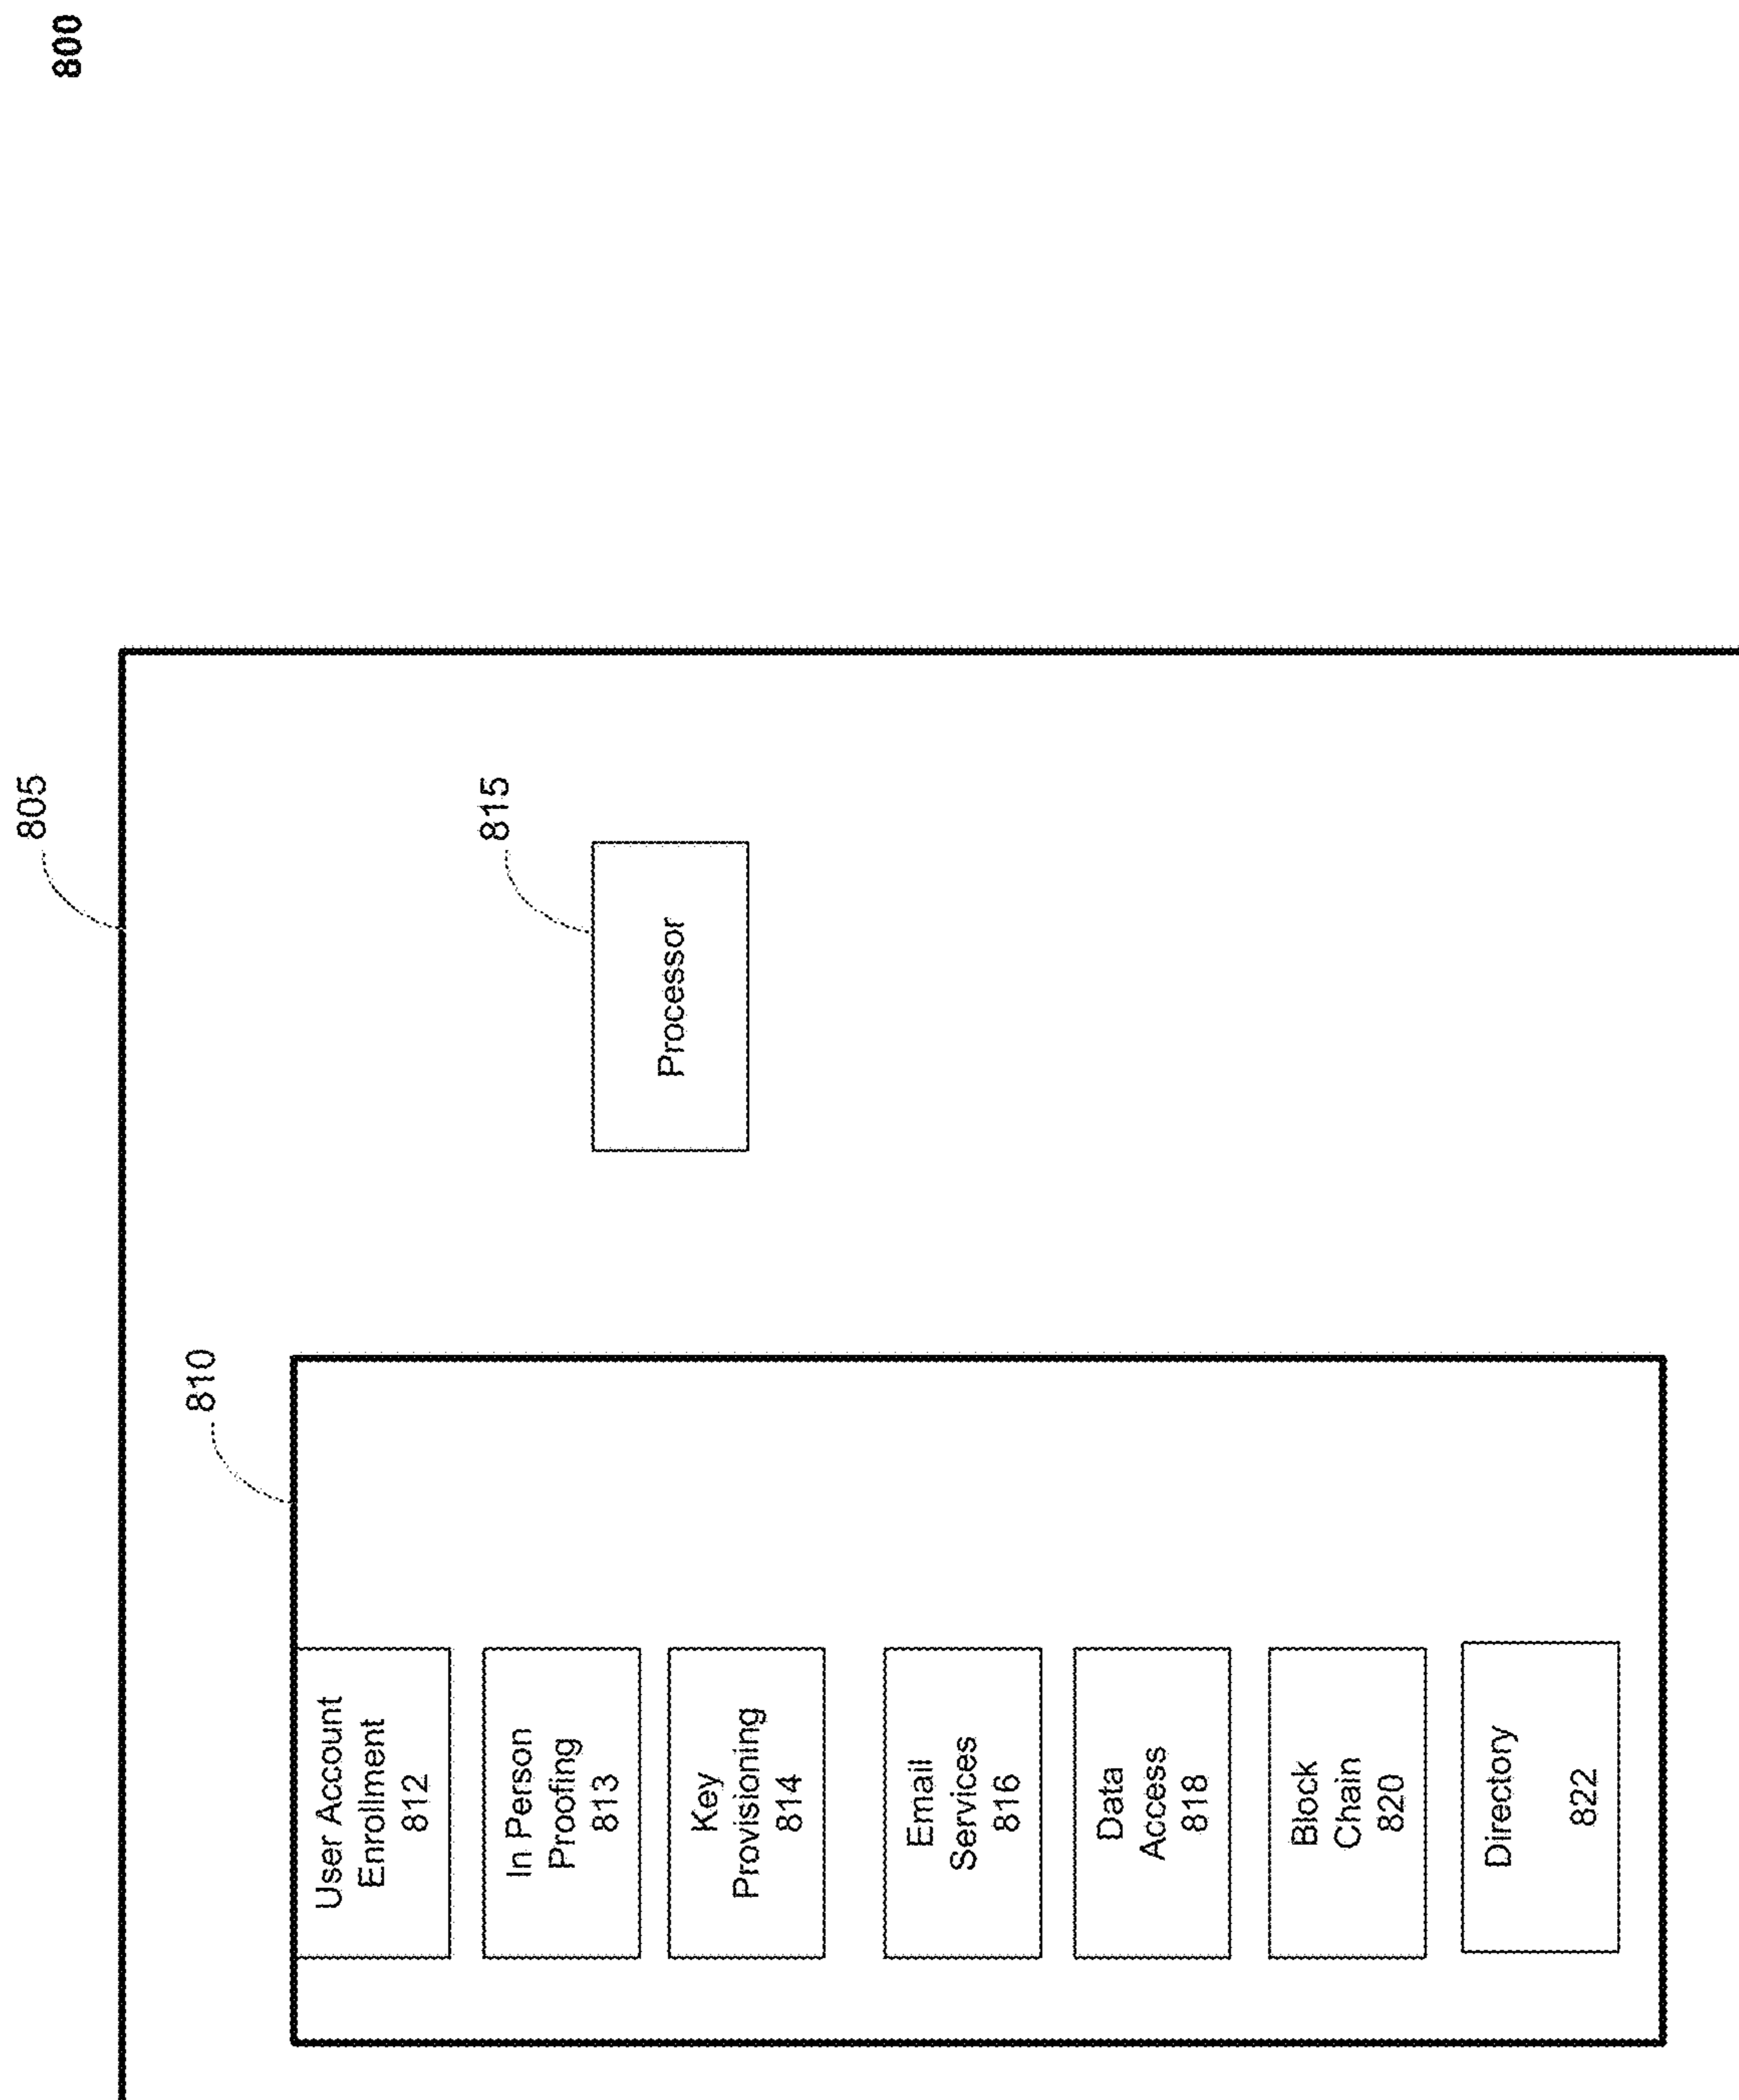 800
805
810
815
User Account
Enrollment
812
In Person
Proofing
813
Key
Provisioning
814
Email
Services
816
Data
Access
818
Block
Chain
820
Directory
822
Processor